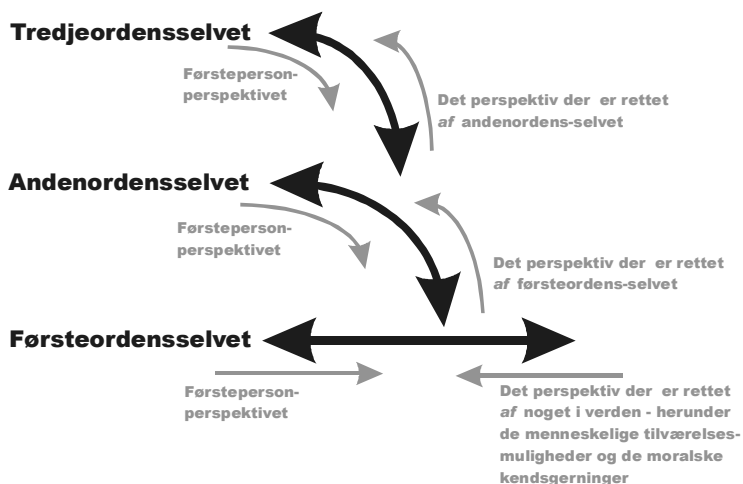 Tredjeordensselvet
Førsteperson-
perspektivet
Det perspektiv der er rettet
af andenordens-selvet
Andenordensselvet
Førsteperson-
perspektivet
Det perspektiv der er rettet
af førsteordens-selvet
Førsteordensselvet
Førsteperson-
perspektivet
Det perspektiv der er rettet
af noget i verden - herunder
de menneskelige tilværelses-
muligheder og de moralske
kendsgerninger